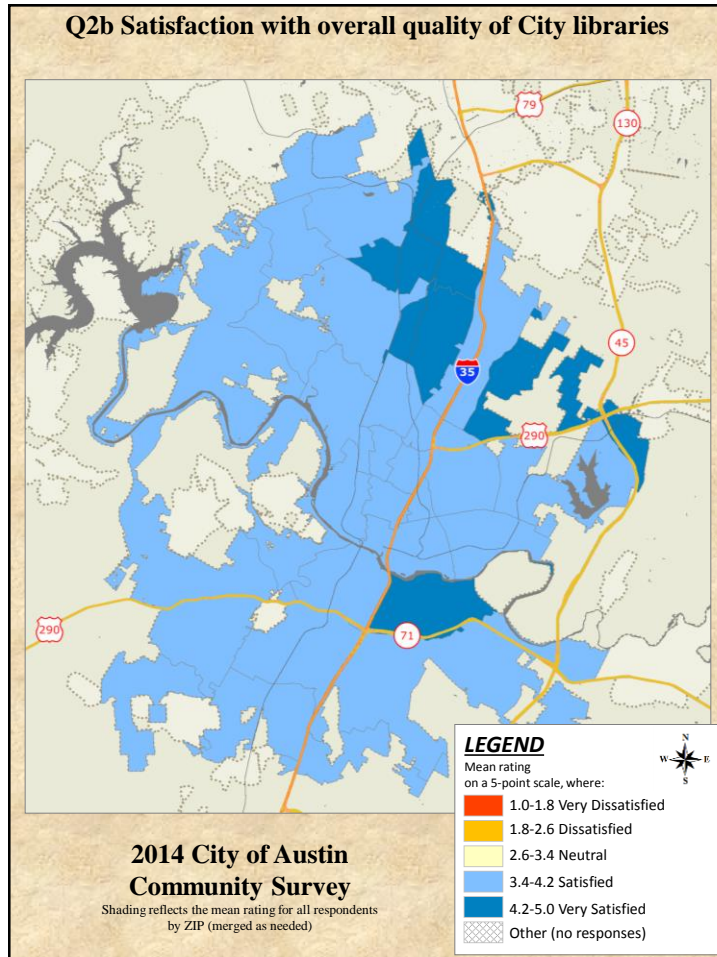 Q2b Satisfaction with overall quality of City libraries
79
130
45
35
290
290
71
LEGEND
Mean rating
on a 5-point scale, where:
N
W
E
S
1.0-1.8 Very Dissatisfied
1.8-2.6 Dissatisfied
2.6-3.4 Neutral
3.4-4.2 Satisfied
4.2-5.0 Very Satisfied
Other (no responses)
2014 City of Austin
Community Survey
Shading reflects the mean rating for all respondents
by ZIP (merged as needed)